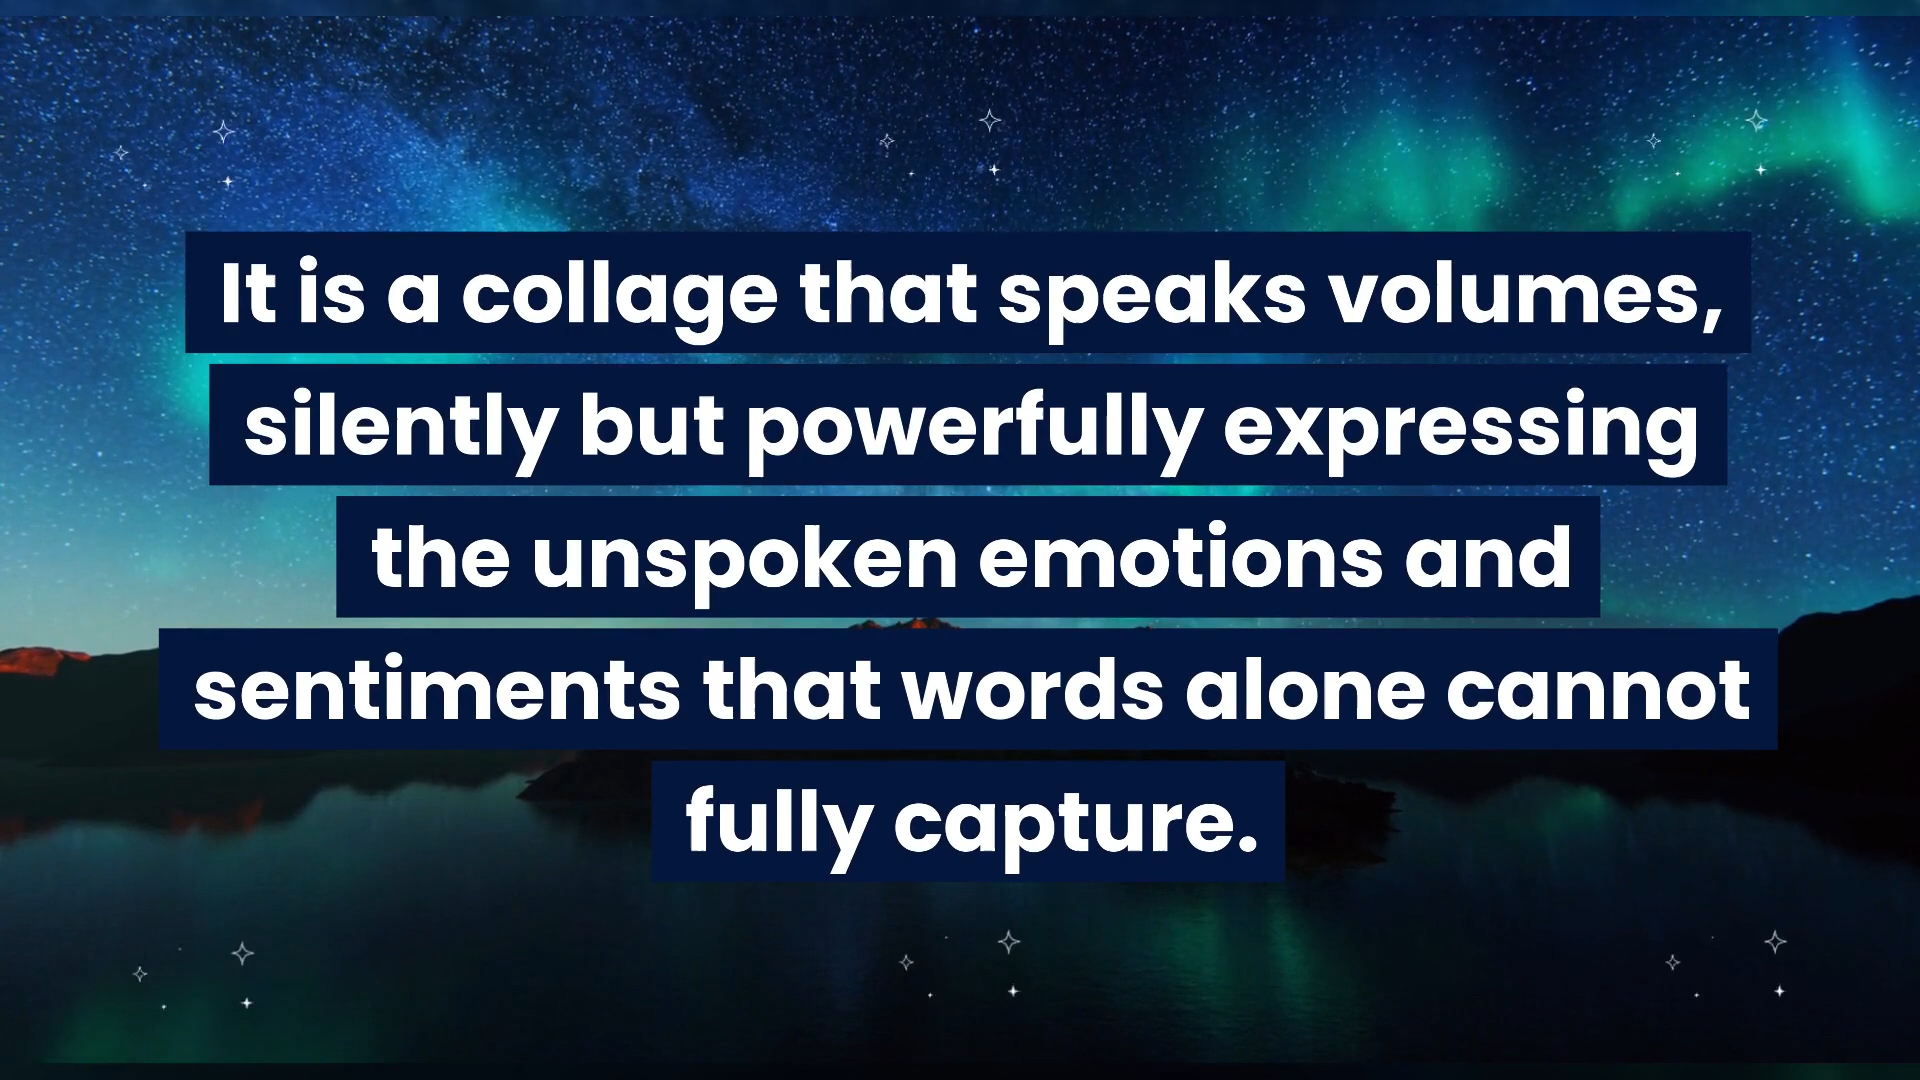 It is a collage that speaks volumes,
silently but powerfully expressing
the unspoken emotions and
sentiments that words alone cannot
fully capture.